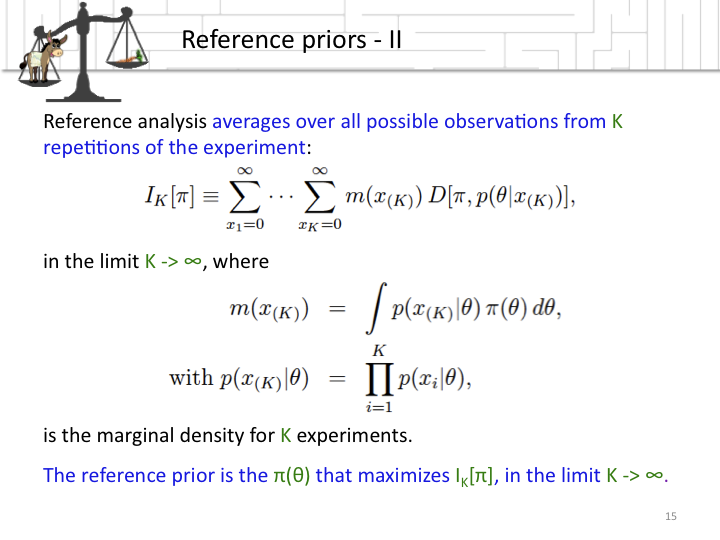 Reference priors - II
Reference analysis averages over all possible observations from K
repetitions of the experiment:
I_K[π] ≡ ∑_{x_1=0}^{∞} ⋯ ∑_{x_K=0}^{∞} m(x_{(K)}) D[π, p(θ|x_{(K)})],
in the limit K -> ∞, where
m(x_{(K)}) = ∫ p(x_{(K)}|θ) π(θ) dθ,
with p(x_{(K)}|θ) = ∏_{i=1}^{K} p(x_i|θ),
is the marginal density for K experiments.
The reference prior is the π(θ) that maximizes I_K[π], in the limit K -> ∞.
15